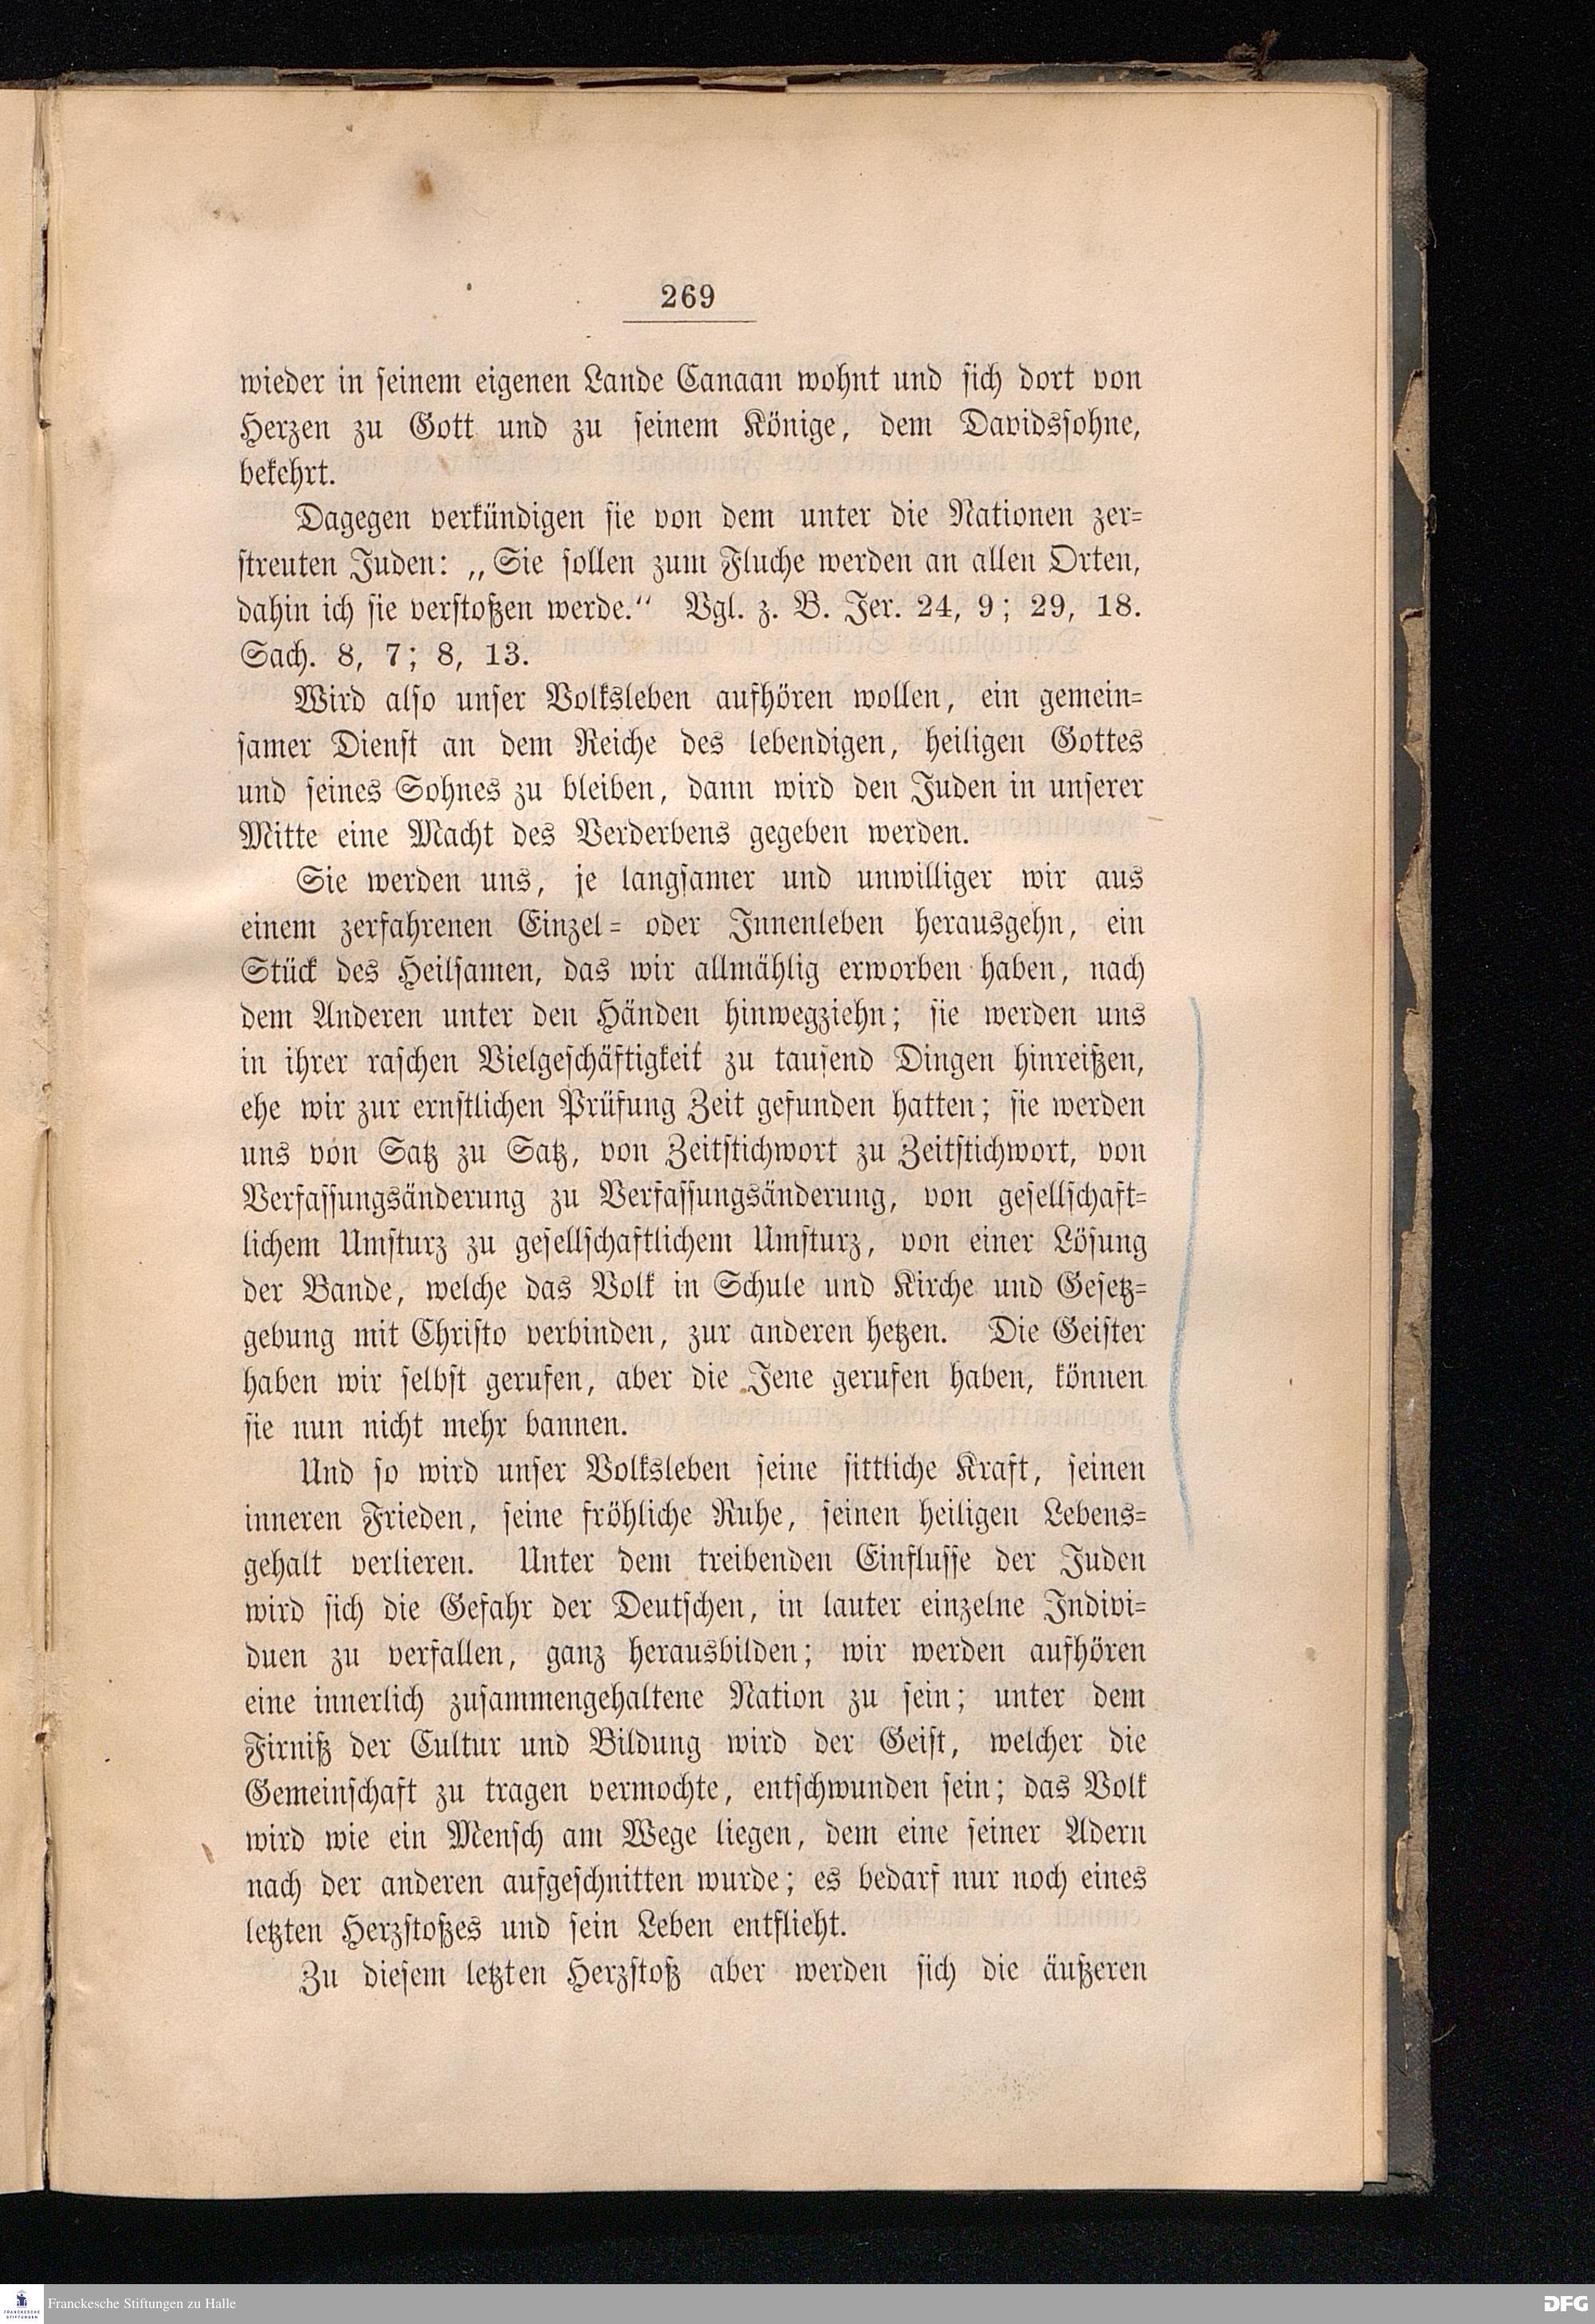 269
wieder in seinem eigenen Lande Canaan wohnt und sich dort von
Herzen zu Gott und zu seinem Könige, dem Davidssohne,
bekehrt.
Dagegen verkündigen sie von dem unter die Nationen zer-
streuten Juden: „Sie sollen zum Fluche werden an allen Orten,
dahin ich sie verstoßen werde.“ Vgl. z. B. Jer. 24, 9; 29, 18.
Sach. 8, 7; 8, 13.
Wird also unser Volksleben aufhören wollen, ein gemein-
samer Dienst an dem Reiche des lebendigen, heiligen Gottes
und seines Sohnes zu bleiben, dann wird den Juden in unserer
Mitte eine Macht des Verderbens gegeben werden.
Sie werden uns, je langsamer und unwilliger wir aus
einem zerfahrenen Einzel- oder Innenleben herausgehn, ein
Stück des Heilsamen, das wir allmählig erworben haben, nach
dem Anderen unter den Händen hinwegziehn; sie werden uns
in ihrer raschen Vielgeschäftigkeit zu tausend Dingen hinreißen,
ehe wir zur ernstlichen Prüfung Zeit gefunden hatten; sie werden
uns von Satz zu Satz, von Zeitstichwort zu Zeitstichwort, von
Verfassungsänderung zu Verfassungsänderung, von gesellschaft-
lichem Umsturz zu gesellschaftlichem Umsturz, von einer Lösung
der Bande, welche das Volk in Schule und Kirche und Gesetz-
gebung mit Christo verbinden, zur anderen hetzen. Die Geister
haben wir selbst gerufen, aber die Jene gerufen haben, können
sie nun nicht mehr bannen.
Und so wird unser Volksleben seine sittliche Kraft, seinen
inneren Frieden, seine fröhliche Ruhe, seinen heiligen Lebens-
gehalt verlieren. Unter dem treibenden Einflusse der Juden
wird sich die Gefahr der Deutschen, in lauter einzelne Indivi-
duen zu verfallen, ganz herausbilden; wir werden aufhören
eine innerlich zusammengehaltene Nation zu sein; unter dem
Firniß der Cultur und Bildung wird der Geist, welcher die
Gemeinschaft zu tragen vermochte, entschwunden sein; das Volk
wird wie ein Mensch am Wege liegen, dem eine seiner Adern
nach der anderen aufgeschnitten wurde; es bedarf nur noch eines
letzten Herzstoßes und sein Leben entflieht.
Zu diesem letzten Herzstoß aber werden sich die äußeren
FRANCKESCHE
STIFTUNGEN
Franckesche Stiftungen zu Halle
DFG